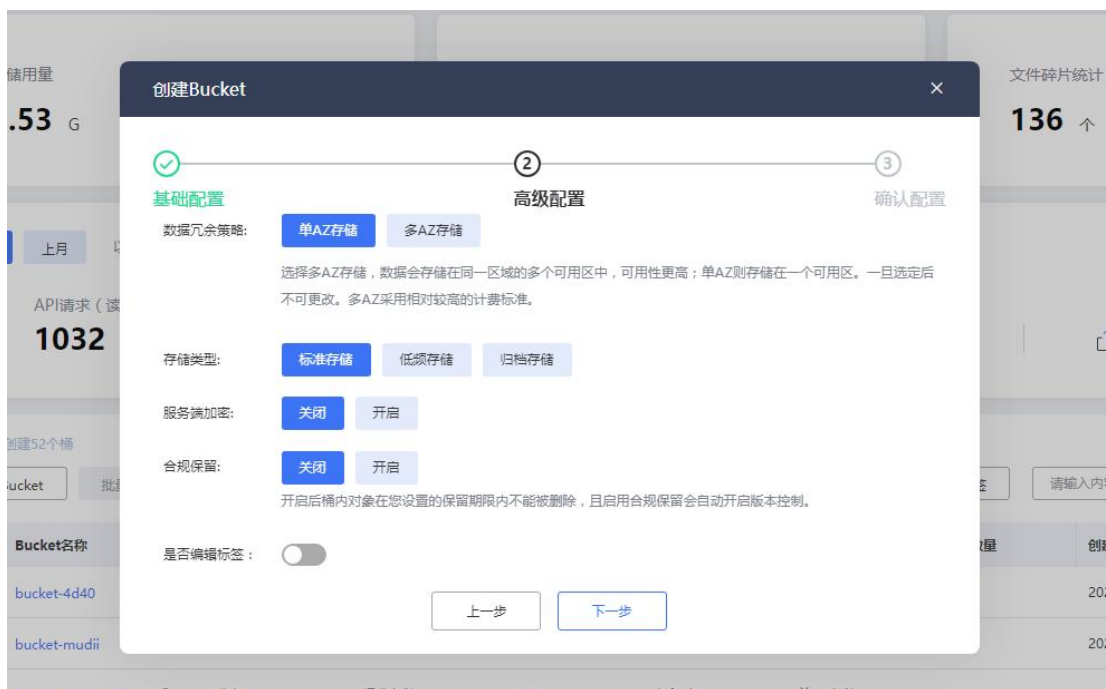 储用量
文件碎片统计
.53 G
136 个
创建Bucket
2
3
基础配置
高级配置
确认配置
数据冗余策略:
单AZ存储
多AZ存储
选择多AZ存储，数据会存储在同一区域的多个可用区中，可用性更高；单AZ则存储在一个可用区。一旦选定后
不可更改。多AZ采用相对较高的计费标准。
上月
API请求（读
1032
存储类型:
标准存储
低频存储
归档存储
服务端加密:
关闭
开启
创建52个桶
合规保留:
关闭
开启
开启后桶内对象在您设置的保留期限内不能被删除，且启用合规保留会自动开启版本控制。
ucket
请输入内
Bucket名称
是否编辑标签：
量
bucket-4d40
上一步
下一步
bucket-mudii